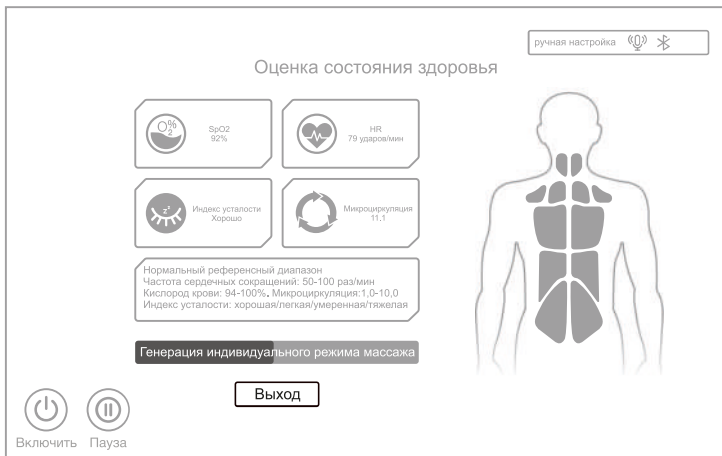 ручная настройка
Оценка состояния здоровья
O2%
SpO2
92%
HR
79 ударов/мин
zz
Индекс усталости
Хорошо
Микроциркуляция
11,1
Нормальный референсный диапазон
Частота сердечных сокращений: 50-100 раз/мин
Кислород крови: 94-100%. Микроциркуляция:1,0-10,0
Индекс усталости: хорошая/легкая/умеренная/тяжелая
Генерация индивидуального режима массажа
Выход
Включить
Пауза